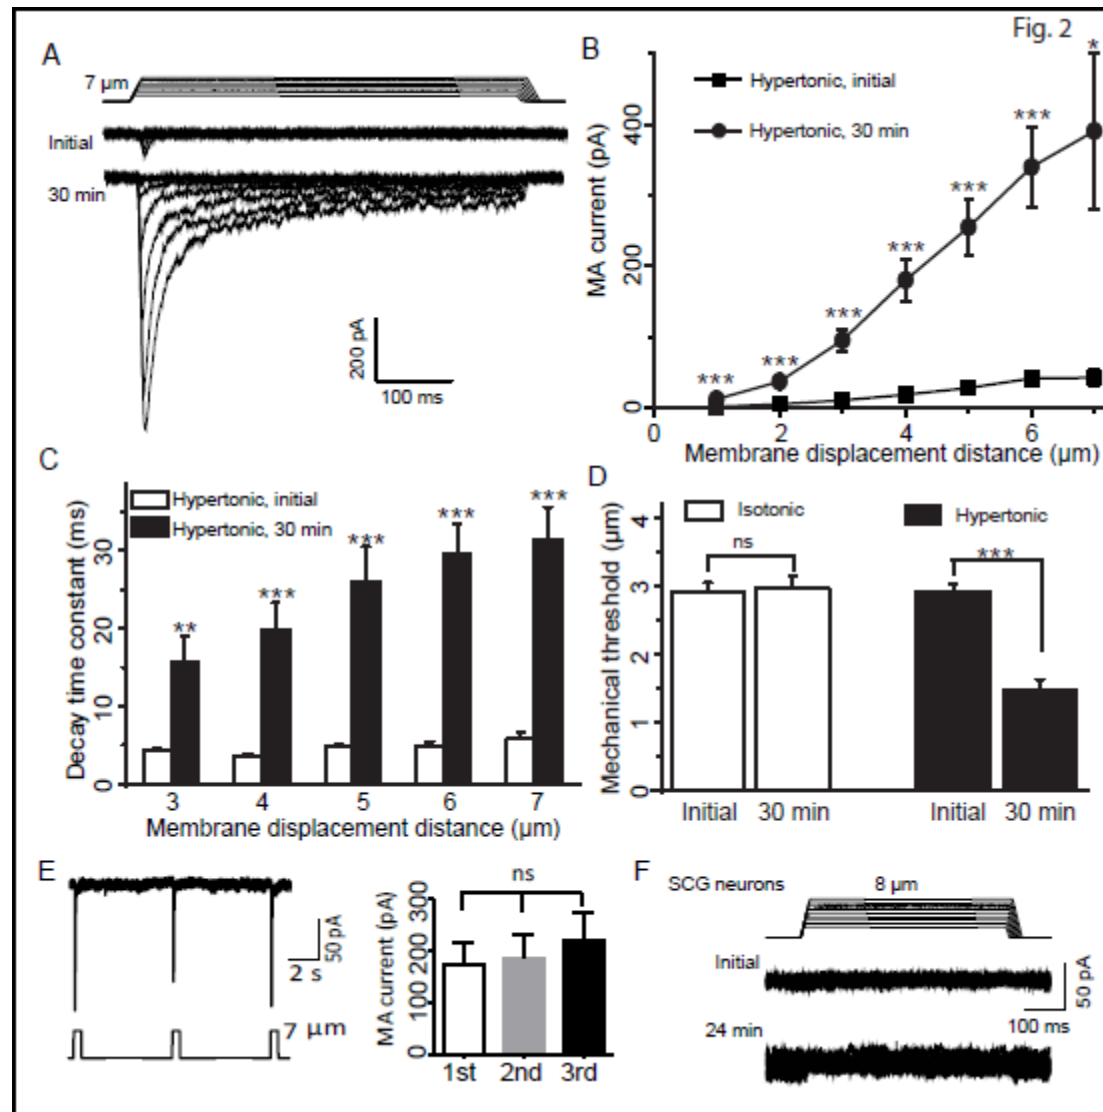 Fig. 2
A
7 µm
Initial
30 min
200 pA
100 ms
B
Hypertonic, initial
Hypertonic, 30 min
MA current (pA)
400
200
0
*** *** *** *** *** *** *
0 2 4 6
Membrane displacement distance (µm)
C
Hypertonic, initial
Hypertonic, 30 min
Decay time constant (ms)
30
20
10
0
** *** *** *** ***
3 4 5 6 7
Membrane displacement distance (µm)
D
Isotonic
Hypertonic
Mechanical threshold (µm)
4
3
2
1
0
ns
***
Initial 30 min Initial 30 min
E
50 pA
2 s
7 µm
MA current (pA)
300
200
100
0
ns
1st 2nd 3rd
F
SCG neurons
8 µm
Initial
50 pA
100 ms
24 min